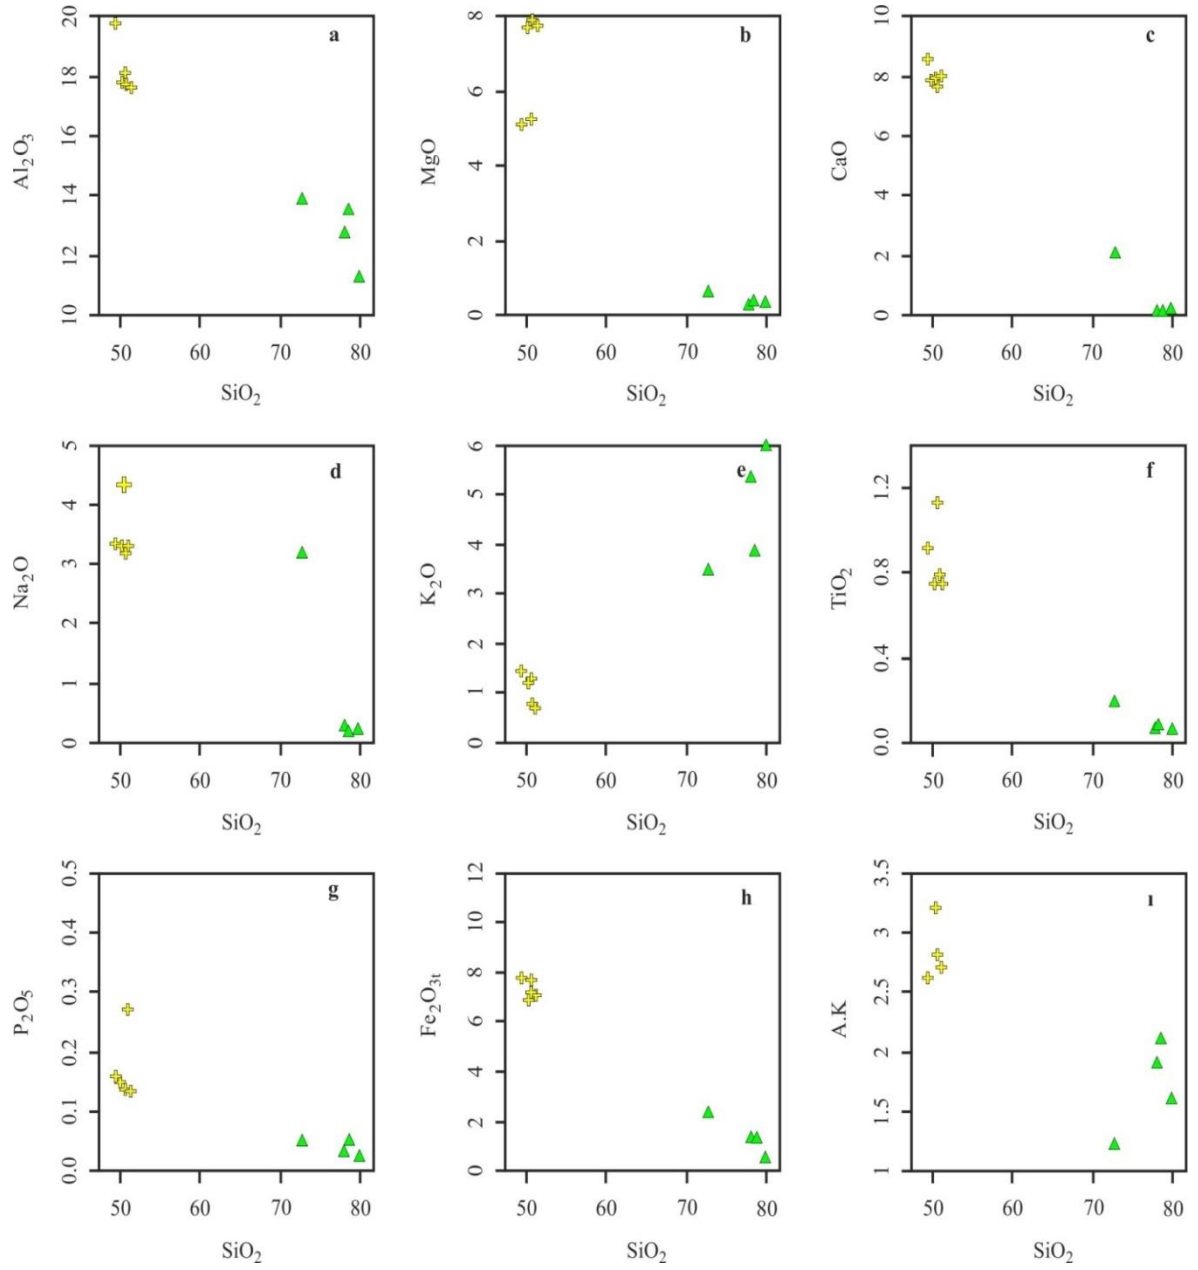 a
Al₂O₃
20
18
16
14
12
10
50 60 70 80
SiO₂
b
MgO
8
6
4
2
0
50 60 70 80
SiO₂
c
CaO
10
8
6
4
2
0
50 60 70 80
SiO₂
d
Na₂O
5
4
3
2
1
0
50 60 70 80
SiO₂
e
K₂O
6
5
4
3
2
1
0
50 60 70 80
SiO₂
f
TiO₂
1.2
0.8
0.4
0.0
50 60 70 80
SiO₂
g
P₂O₅
0.5
0.4
0.3
0.2
0.1
0.0
50 60 70 80
SiO₂
h
Fe₂O₃t
12
10
8
6
4
2
0
50 60 70 80
SiO₂
ı
A.K
3.5
3
2.5
2
1.5
1
50 60 70 80
SiO₂